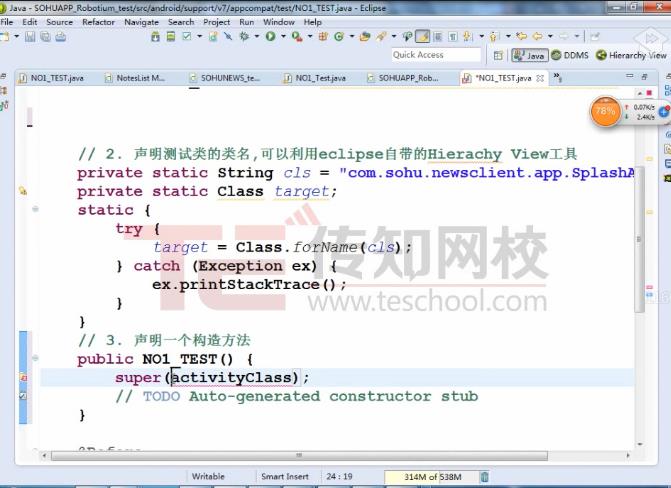 Java - SOHUAPP_Robotium_test/src/android/support/v7/appcompat/test/NO1_TEST.java - Eclipse
File Edit Source Refactor Navigate Search Project Run Window Help
Quick Access
Java DDMS Hierarchy View
NO1_TEST.java NotesList M... SOHUNEWS_te... NO1_Test.java SOHUAPP_Rob... *NO1_TEST.java
78% 0.07K/s
2.4K/s
// 2. 声明测试类的类名,可以利用eclipse自带的Hierachy View工具
private static String cls = "com.sohu.newsclient.app.SplashA
private static Class target;
static {
try {
target = Class.forName(cls);
} catch (Exception ex) {
ex.printStackTrace();
}
}
TE 传知网校
www.teschool.com
// 3. 声明一个构造方法
public NO1_TEST() {
super(activityClass);
// TODO Auto-generated constructor stub
}
Writable Smart Insert 24 : 19 314M of 538M